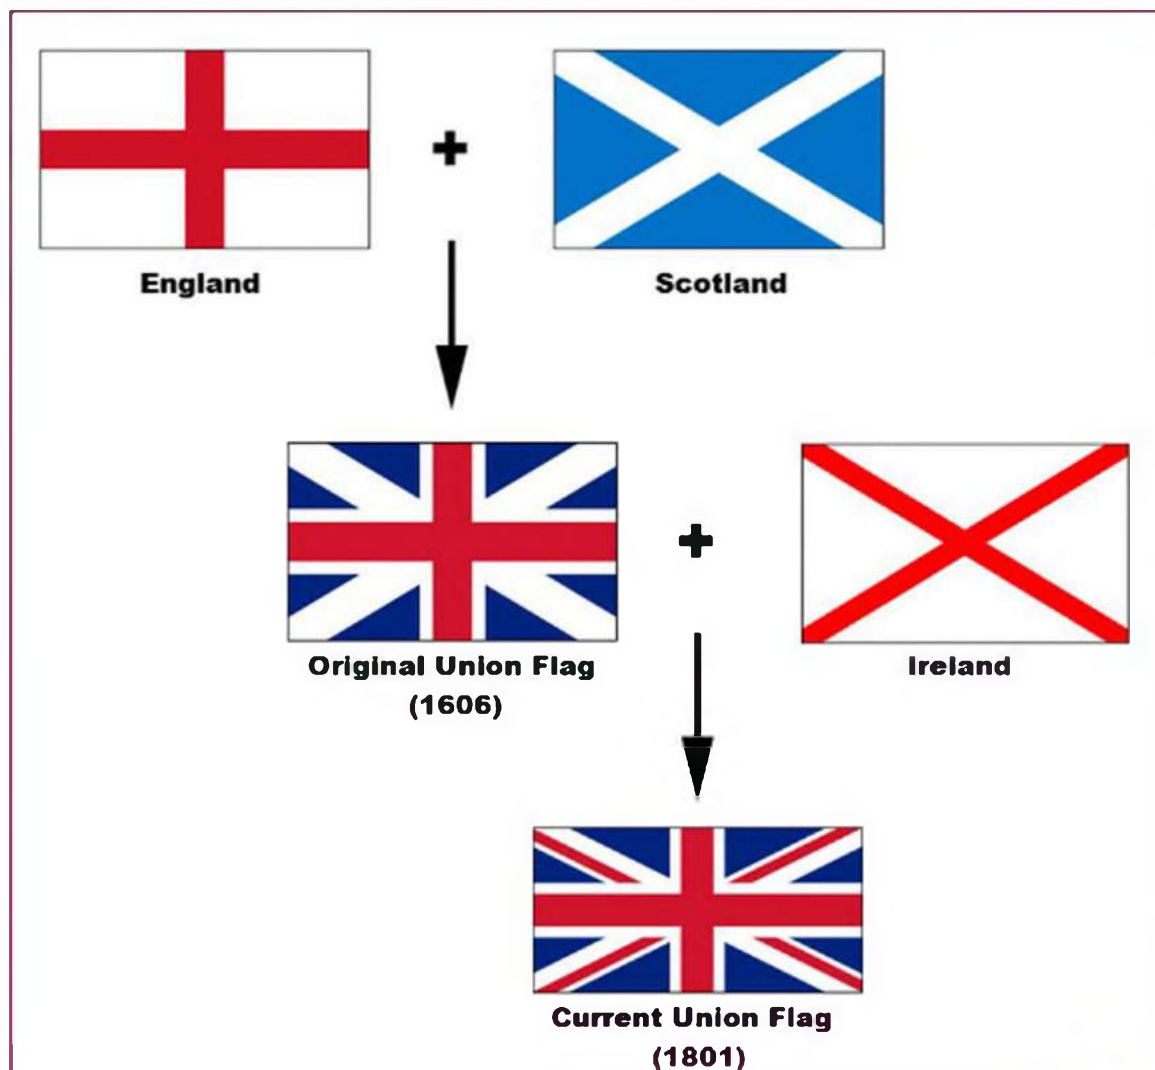 England
Scotland
Original Union Flag
(1606)
Ireland
Current Union Flag
(1801)